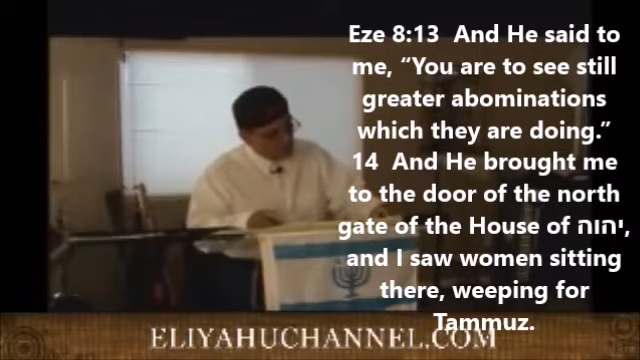 Eze 8:13  And He said to
me, “You are to see still
greater abominations
which they are doing.”
14  And He brought me
to the door of the north
gate of the House of יהוה,
and I saw women sitting
there, weeping for
Tammuz.
ELIYAHUCHANNEL.COM